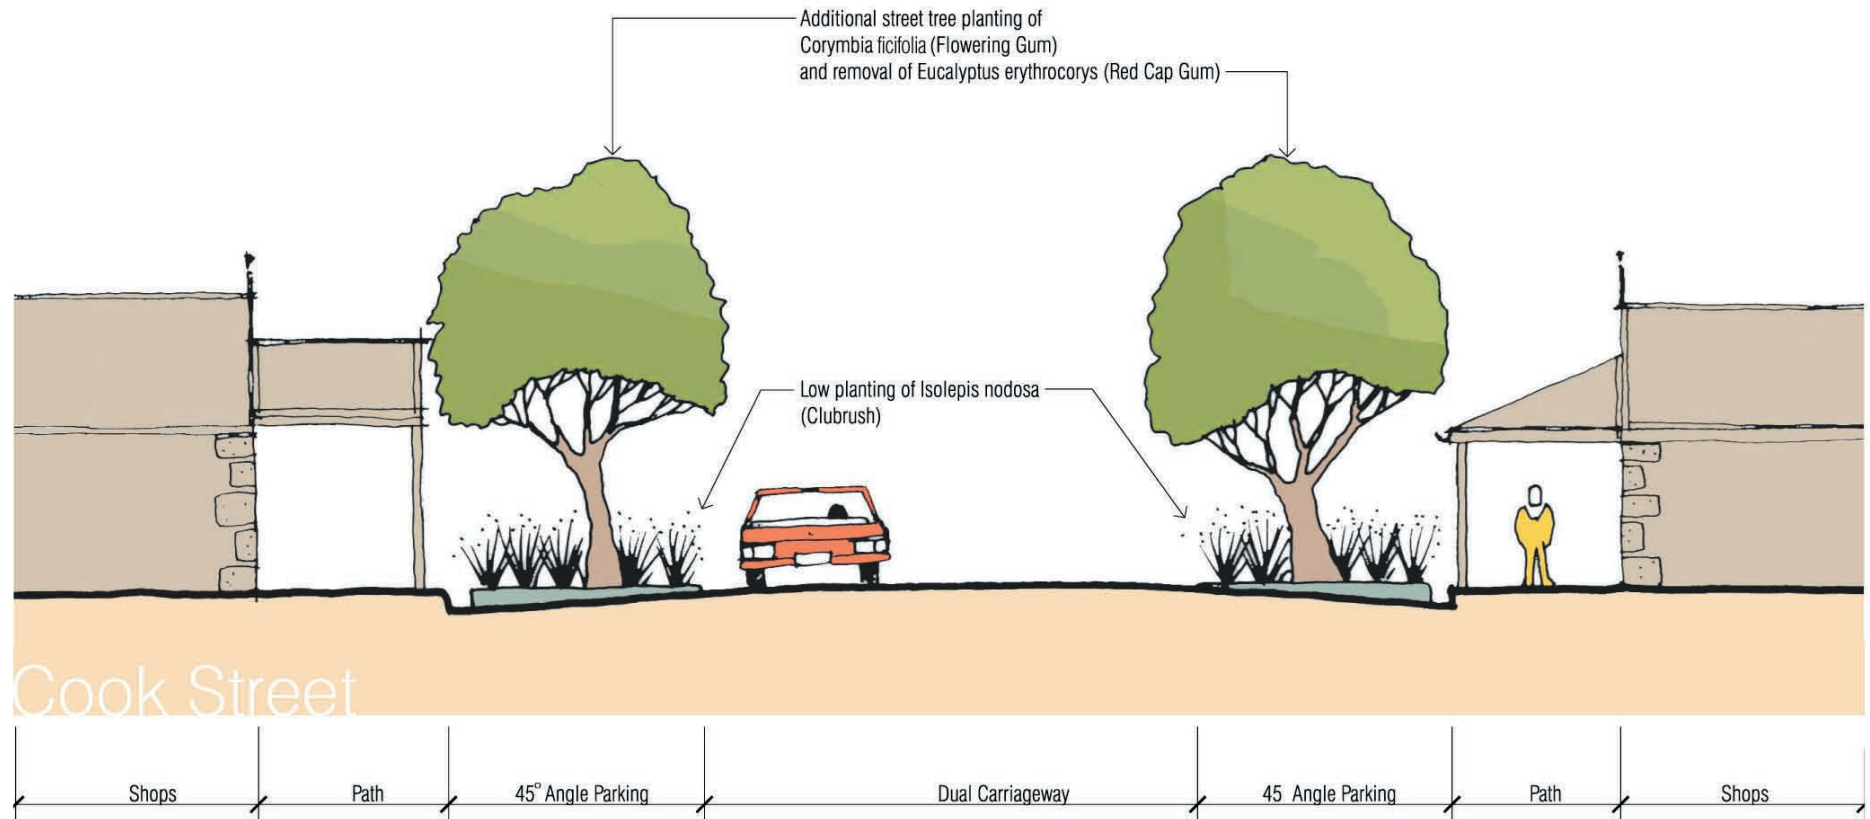 Additional street tree planting of
Corymbia ficifolia (Flowering Gum)
and removal of Eucalyptus erythrocorys (Red Cap Gum)
Low planting of Isolepis nodosa
(Clubrush)
Cook Street
Shops
Path
45° Angle Parking
Dual Carriageway
45 Angle Parking
Path
Shops